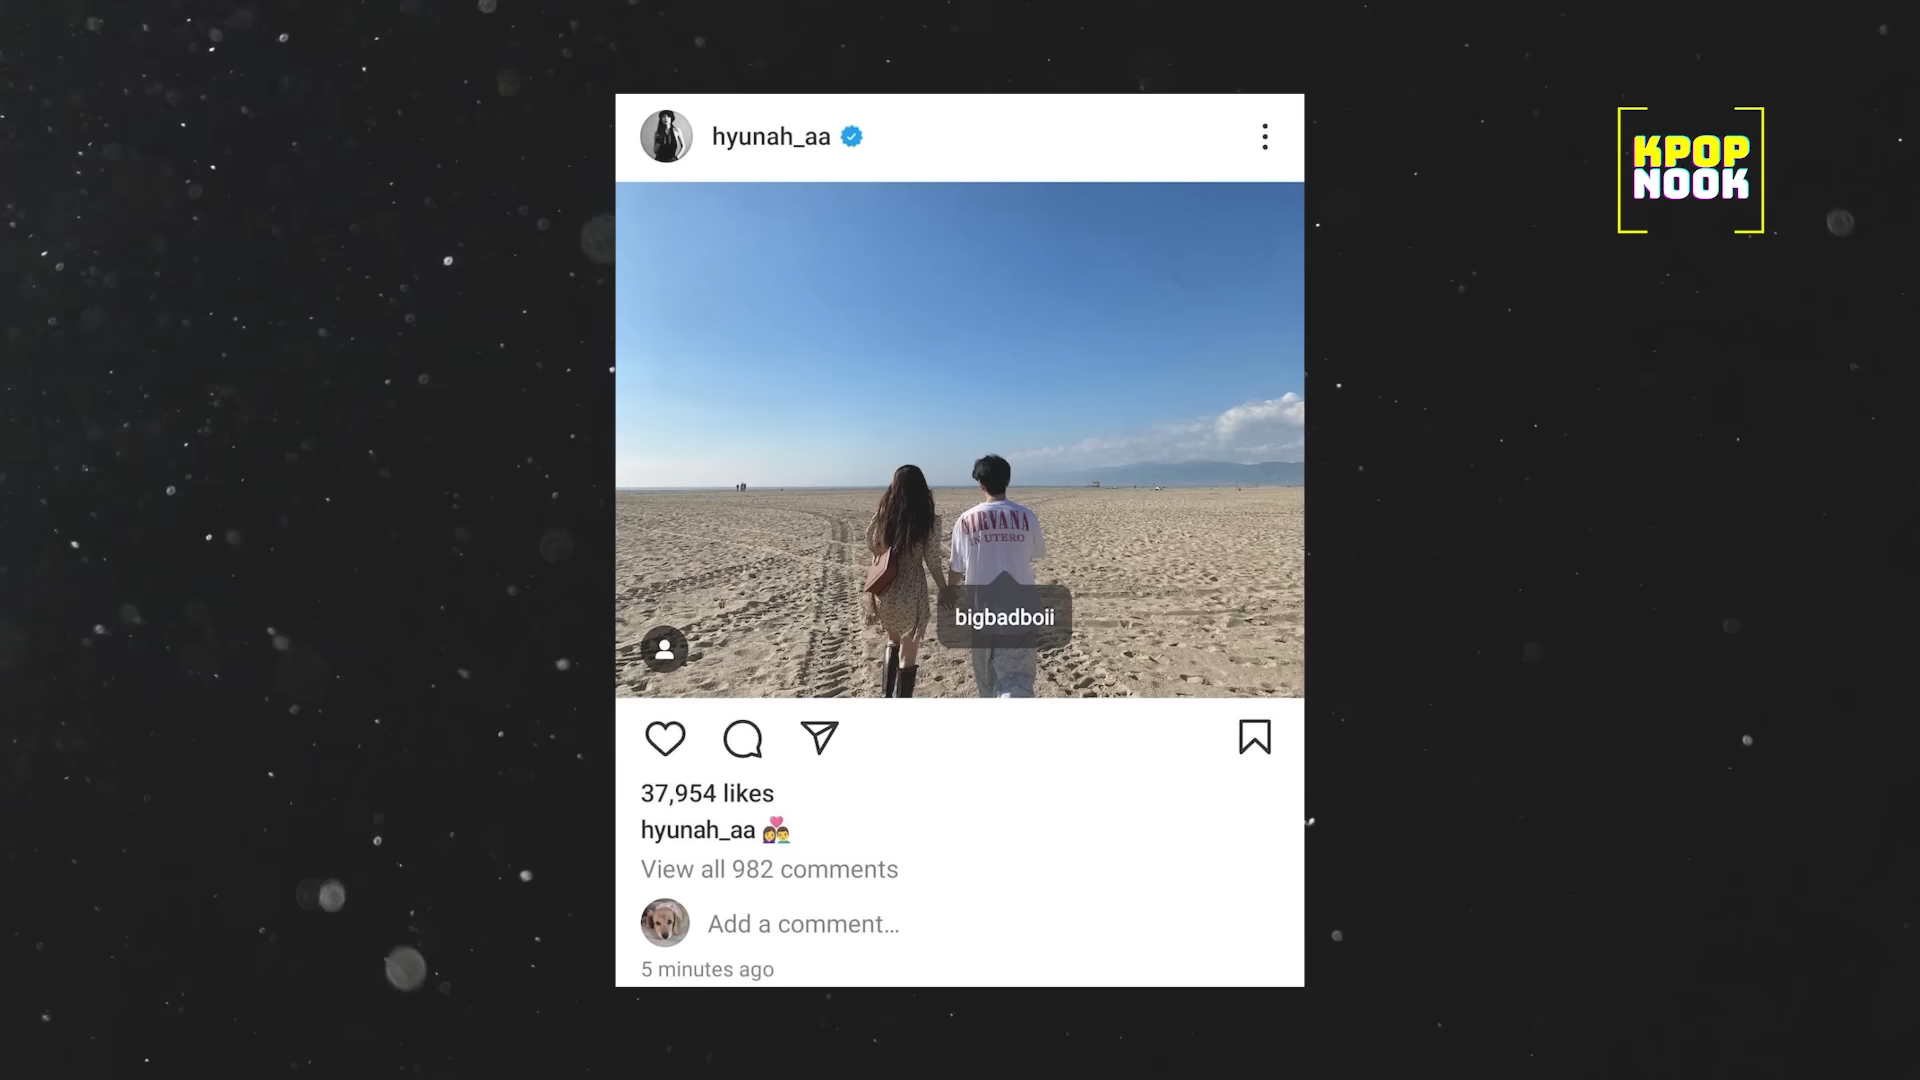 hyunah_aa
KPOP
NOOK
NIRVANA
IN UTERO
bigbadboii
37,954 likes
hyunah_aa 👩‍❤️‍👨
View all 982 comments
Add a comment...
5 minutes ago